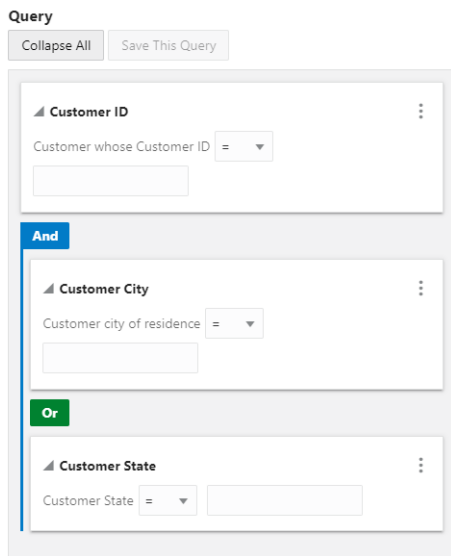 Query
Collapse All Save This Query
Customer ID
Customer whose Customer ID =
And
Customer City
Customer city of residence =
Or
Customer State
Customer State =